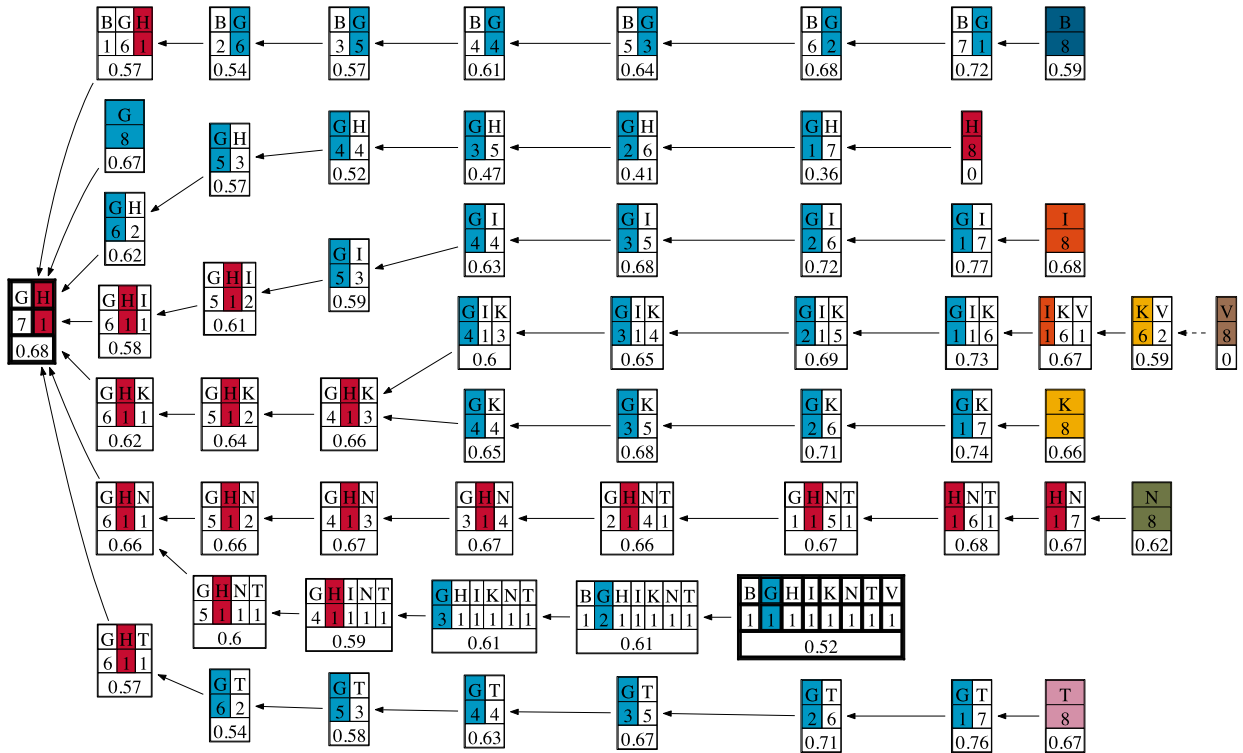 B G H
1 6 1
0.57
B G
2 6
0.54
B G
3 5
0.57
B G
4 4
0.61
B G
5 3
0.64
B G
6 2
0.68
B G
7 1
0.72
B
8
0.59
G
8
0.67
G H
5 3
0.57
G H
4 4
0.52
G H
3 5
0.47
G H
2 6
0.41
G H
1 7
0.36
H
8
0
G H
6 2
0.62
G H
7 1
0.68
G H I
6 1 1
0.58
G H I
5 1 2
0.61
G I
5 3
0.59
G I
4 4
0.63
G I
3 5
0.68
G I
2 6
0.72
G I
1 7
0.77
I
8
0.68
G I K
4 1 3
0.6
G I K
3 1 4
0.65
G I K
2 1 5
0.69
G I K
1 1 6
0.73
I K V
1 6 1
0.67
K V
6 2
0.59
V
8
0
G H K
6 1 1
0.62
G H K
5 1 2
0.64
G H K
4 1 3
0.66
G K
4 4
0.65
G K
3 5
0.68
G K
2 6
0.71
G K
1 7
0.74
K
8
0.66
G H N
6 1 1
0.66
G H N
5 1 2
0.66
G H N
4 1 3
0.67
G H N
3 1 4
0.67
G H N T
2 1 4 1
0.66
G H N T
1 1 5 1
0.67
H N T
1 6 1
0.68
H N
1 7
0.67
N
8
0.62
G H N T
5 1 1 1
0.6
G H I N T
4 1 1 1 1
0.59
G H I K N T
3 1 1 1 1 1
0.61
B G H I K N T
1 2 1 1 1 1 1
0.61
B G H I K N T V
1 1 1 1 1 1 1 1
0.52
G H T
6 1 1
0.57
G T
6 2
0.54
G T
5 3
0.58
G T
4 4
0.63
G T
3 5
0.67
G T
2 6
0.71
G T
1 7
0.76
T
8
0.67